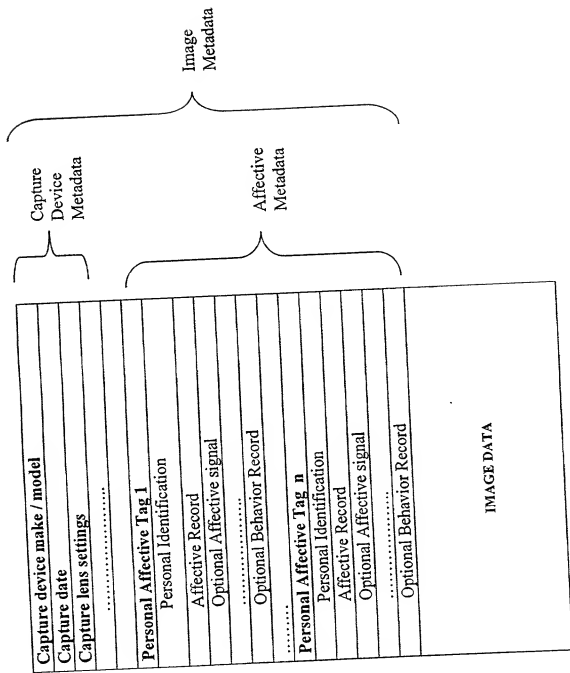 Capture device make / model
Capture date
Capture lens settings
........................
Personal Affective Tag 1
Personal Identification
Affective Record
Optional Affective signal
.....................
Optional Behavior Record
.........
Personal Affective Tag n
Personal Identification
Affective Record
Optional Affective signal
.....................
Optional Behavior Record
IMAGE DATA
Capture
Device
Metadata
Affective
Metadata
Image
Metadata